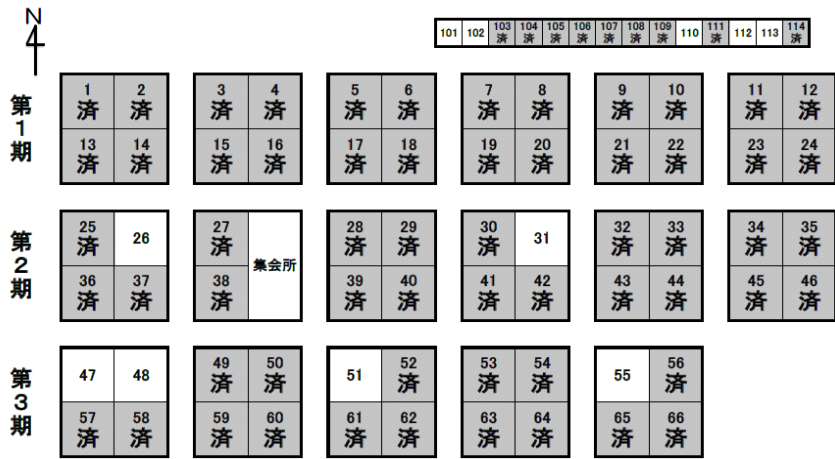 N
101 102 103 104 105 106 107 108 109 110 111 112 113 114
済 済 済 済 済 済 済 済 済
第1期
1 2 3 4 5 6 7 8 9 10 11 12
済 済 済 済 済 済 済 済 済 済 済 済
13 14 15 16 17 18 19 20 21 22 23 24
済 済 済 済 済 済 済 済 済 済 済 済
第2期
25 26 27 集会所 28 29 30 31 32 33 34 35
済 済 済 済 済 済 済 済 済
36 37 38 39 40 41 42 43 44 45 46
済 済 済 済 済 済 済 済 済 済 済
第3期
47 48 49 50 51 52 53 54 55 56
済 済 済 済 済 済
57 58 59 60 61 62 63 64 65 66
済 済 済 済 済 済 済 済 済 済